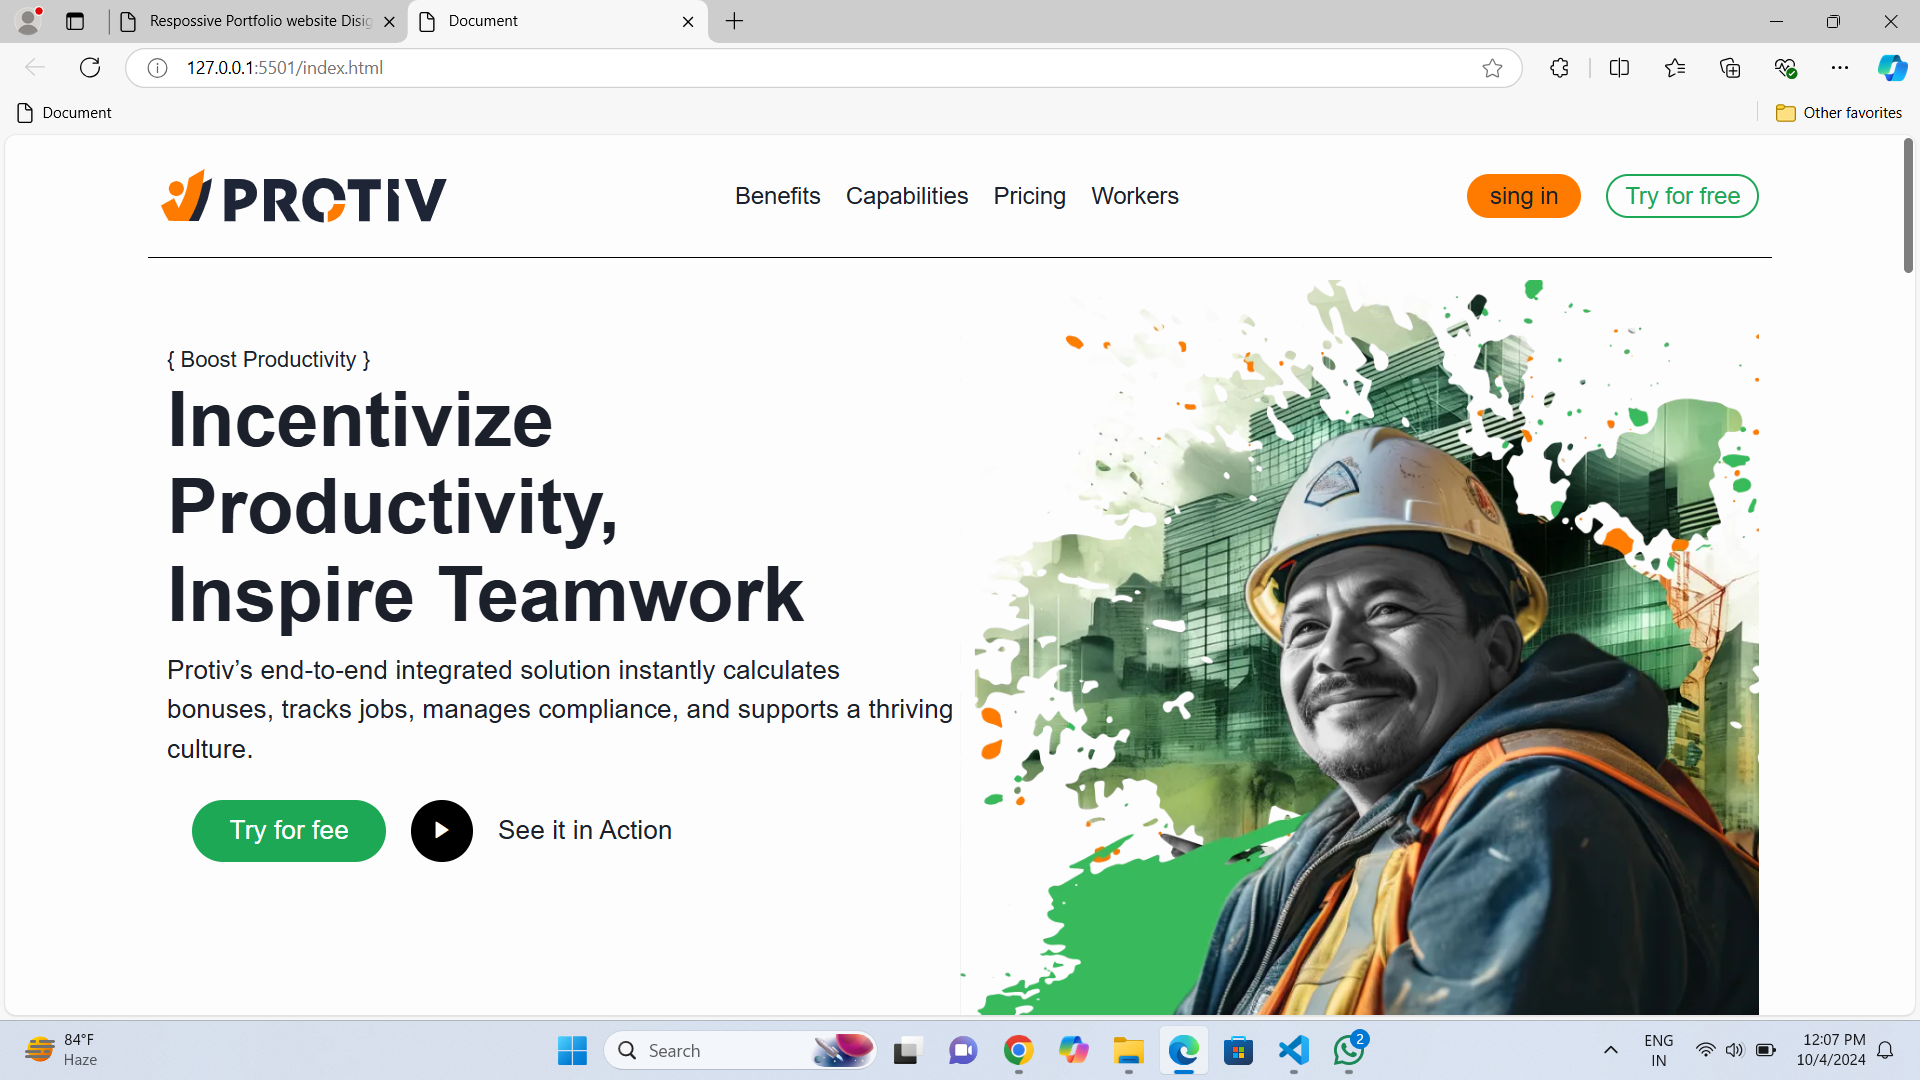 Respossive Portfolio website Disig
Document
127.0.0.1:5501/index.html
Document
Other favorites
PROTIV
Benefits
Capabilities
Pricing
Workers
sing in
Try for free
{ Boost Productivity }
Incentivize
Productivity,
Inspire Teamwork
Protiv’s end-to-end integrated solution instantly calculates
bonuses, tracks jobs, manages compliance, and supports a thriving
culture.
Try for fee
See it in Action
84°F
Haze
Search
2
ENG
IN
12:07 PM
10/4/2024